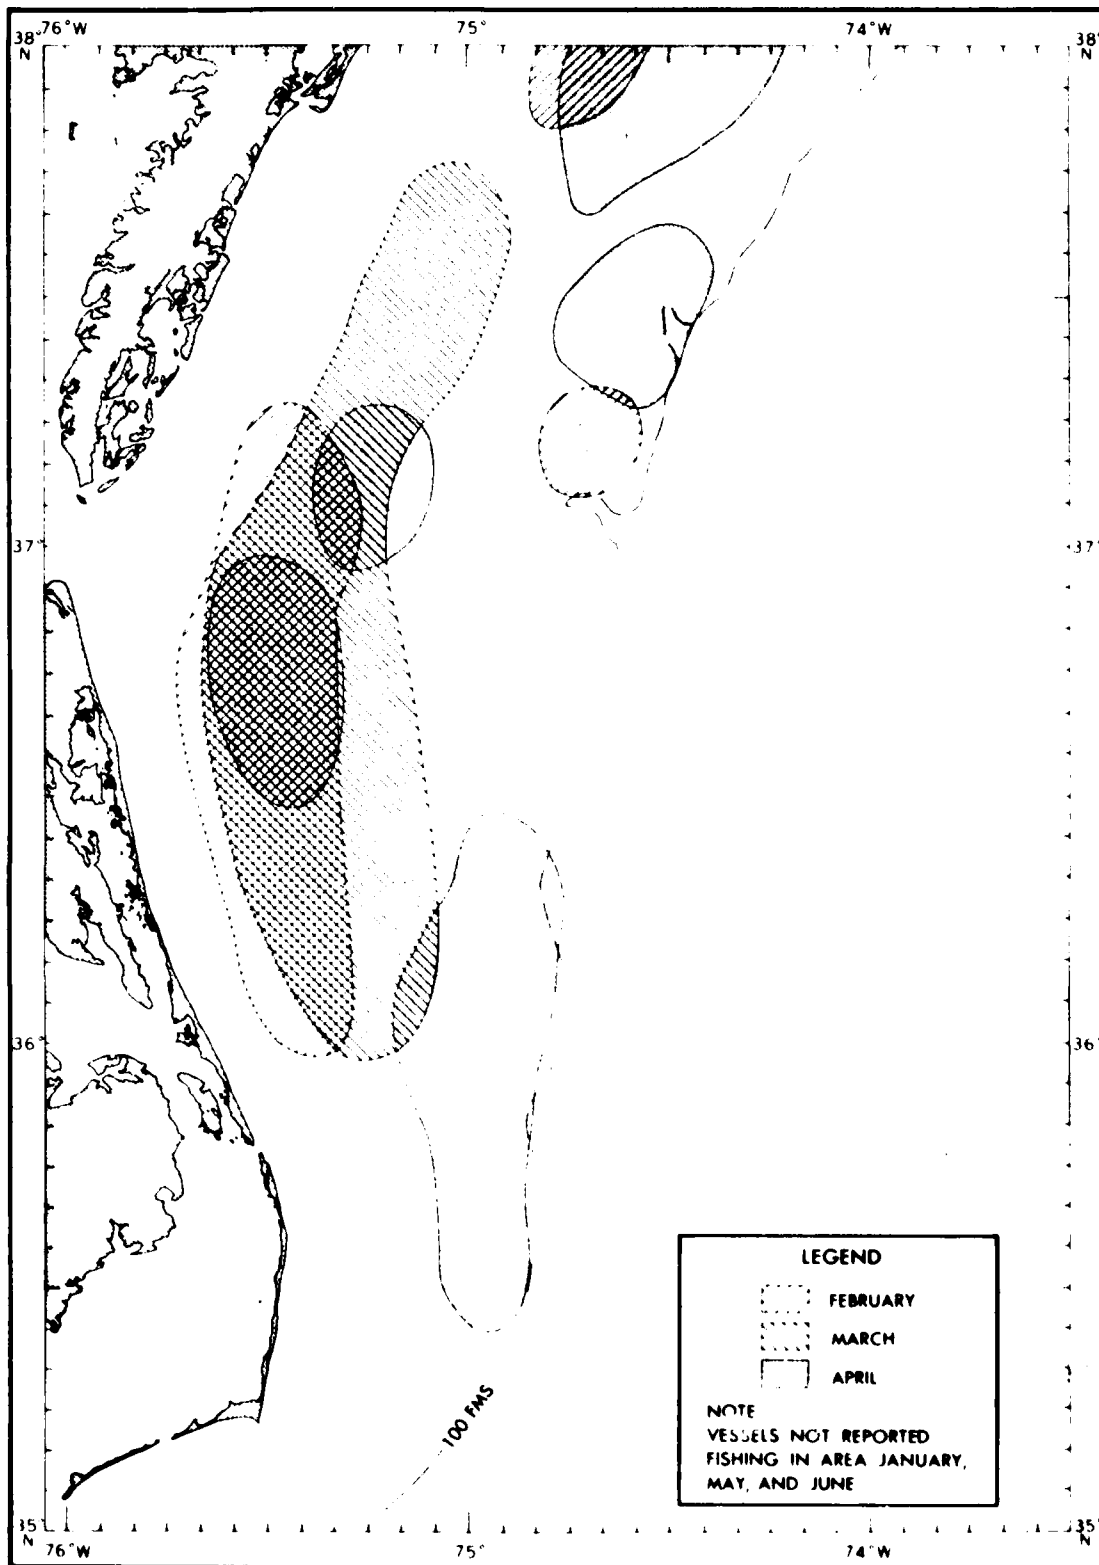 76°W 75° 74°W
38° N 38° N
37° 37°
36° 36°
100 FMS
LEGEND
FEBRUARY
MARCH
APRIL
NOTE
VESSELS NOT REPORTED
FISHING IN AREA JANUARY,
MAY, AND JUNE
35° N 35° N
76°W 75° 74°W